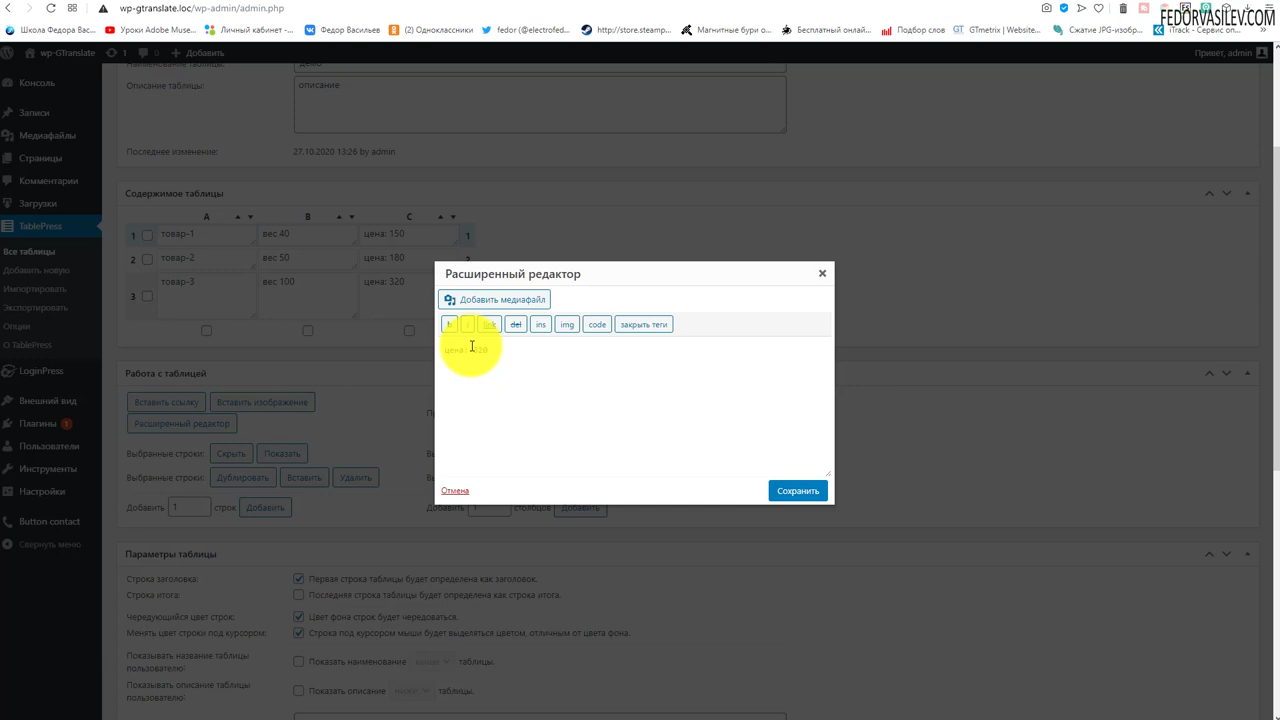 wp-gtranslate.loc/wp-admin/admin.php
FEDORVASILEV.COM
Школа Федора Вас...
Уроки Adobe Muse...
Личный кабинет -...
Федор Васильев
(2) Одноклассники
fedor (@electrofed...
http://store.steamp...
Магнитные бури о...
Бесплатный онлай...
Подбор слов
GTmetrix | Website...
Сжатие JPG-изобр...
iTrack - Сервис on...
wp-GTranslate
1
0
Добавить
Привет, admin
Консоль
Записи
Медиафайлы
Страницы
Комментарии
Загрузки
TablePress
Все таблицы
Добавить новую
Импортировать
Экспортировать
Опции
О TablePress
LoginPress
Внешний вид
Плагины 1
Пользователи
Инструменты
Настройки
Button contact
Свернуть меню
Наименование таблицы:
демо
Описание таблицы:
описание
Последнее изменение:
27.10.2020 13:26 by admin
Содержимое таблицы
A B C
1 товар-1 вес 40 цена: 150 1
2 товар-2 вес 50 цена: 180 2
3 товар-3 вес 100 цена: 320
Расширенный редактор
Добавить медиафайл
b i link del ins img code закрыть теги
цена: 320
Отмена
Сохранить
Работа с таблицей
Вставить ссылку
Вставить изображение
Расширенный редактор
Выбранные строки: Скрыть Показать
Выбранные строки: Дублировать Вставить Удалить
Добавить 1 строк Добавить
Добавить 1 столбцов Добавить
Параметры таблицы
Строка заголовка: Первая строка таблицы будет определена как заголовок.
Строка итога: Последняя строка таблицы будет определена как строка итога.
Чередующийся цвет строк: Цвет фона строк будет чередоваться.
Менять цвет строки под курсором: Строка под курсором мыши будет выделяться цветом, отличным от цвета фона.
Показать название таблицы
пользователю:
Показать наименование
таблицы.
Показывать описание таблицы
пользователю:
Показать описание
таблицы.